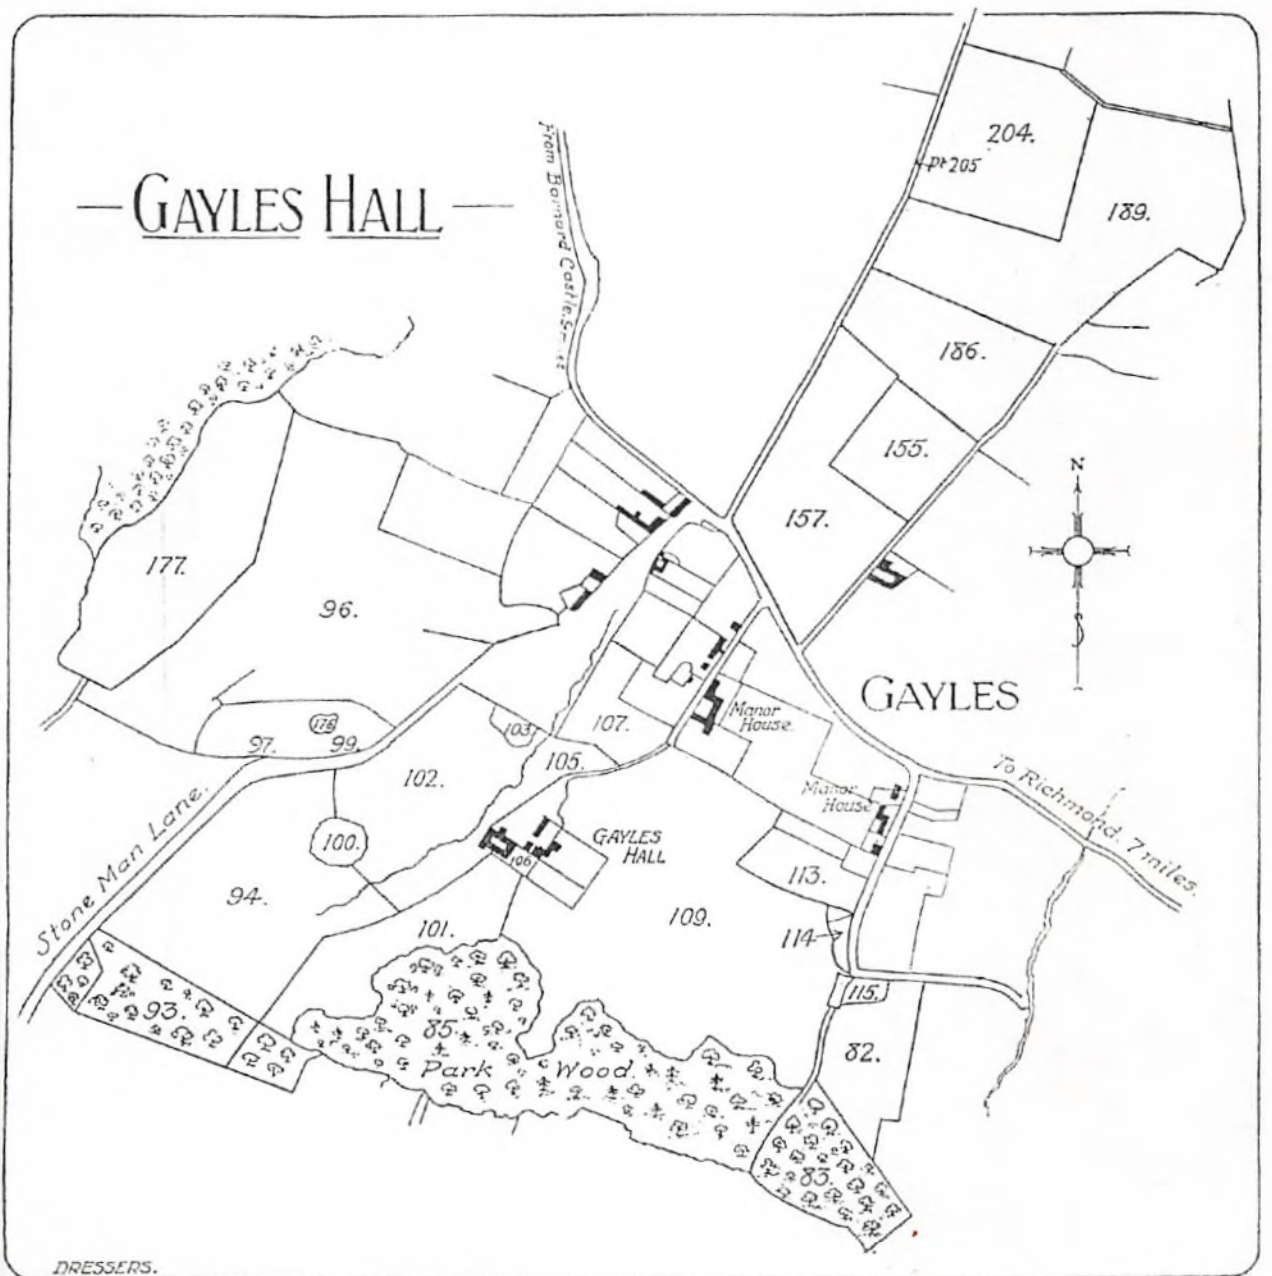 GAYLES HALL
From Barnard Castle
204.
Pt 205
189.
186.
155.
157.
N
S
177.
96.
GAYLES
Manor
House.
107.
103.
105.
178
97.
99.
102.
To Richmond. 7 miles.
Manor
House
100.
GAYLES
HALL
106
113.
Stone Man Lane.
94.
101.
109.
114
115.
93.
85.
Park Wood.
82.
83.
DRESSERS.